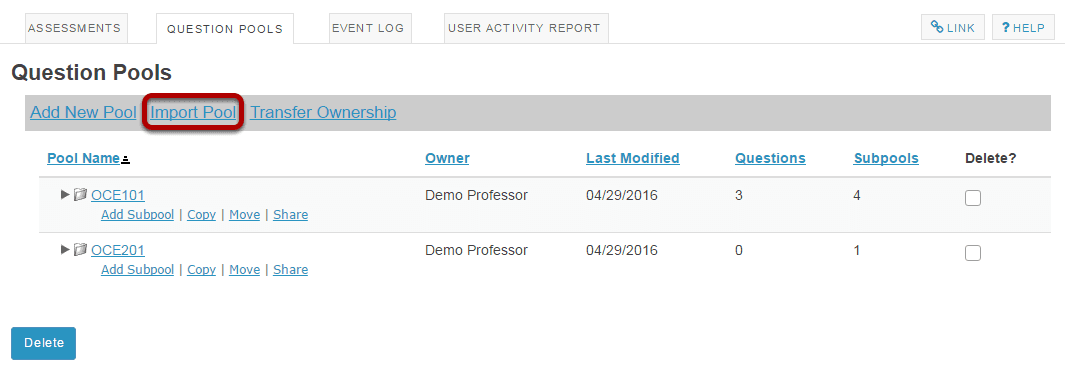 ASSESSMENTS QUESTION POOLS EVENT LOG USER ACTIVITY REPORT LINK ? HELP
Question Pools
Add New Pool Import Pool Transfer Ownership
Pool Name Owner Last Modified Questions Subpools Delete?
OCE101 Demo Professor 04/29/2016 3 4
Add Subpool | Copy | Move | Share
OCE201 Demo Professor 04/29/2016 0 1
Add Subpool | Copy | Move | Share
Delete